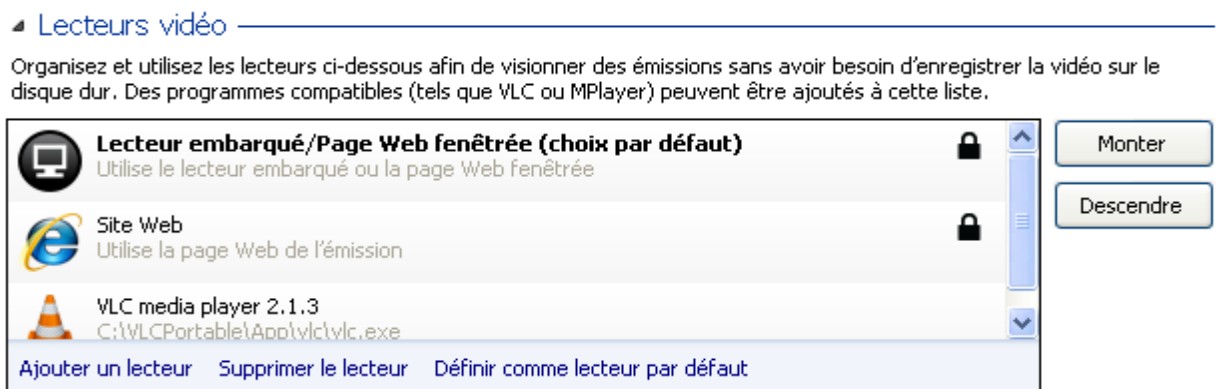 Lecteurs vidéo
Organisez et utilisez les lecteurs ci-dessous afin de visionner des émissions sans avoir besoin d'enregistrer la vidéo sur le
disque dur. Des programmes compatibles (tels que VLC ou MPlayer) peuvent être ajoutés à cette liste.
Lecteur embarqué/Page Web fenêtrée (choix par défaut)
Utilise le lecteur embarqué ou la page Web fenêtrée
Monter
Descendre
Site Web
Utilise la page Web de l'émission
VLC media player 2.1.3
C:\VLCPortable\App\vlc\vlc.exe
Ajouter un lecteur Supprimer le lecteur Définir comme lecteur par défaut